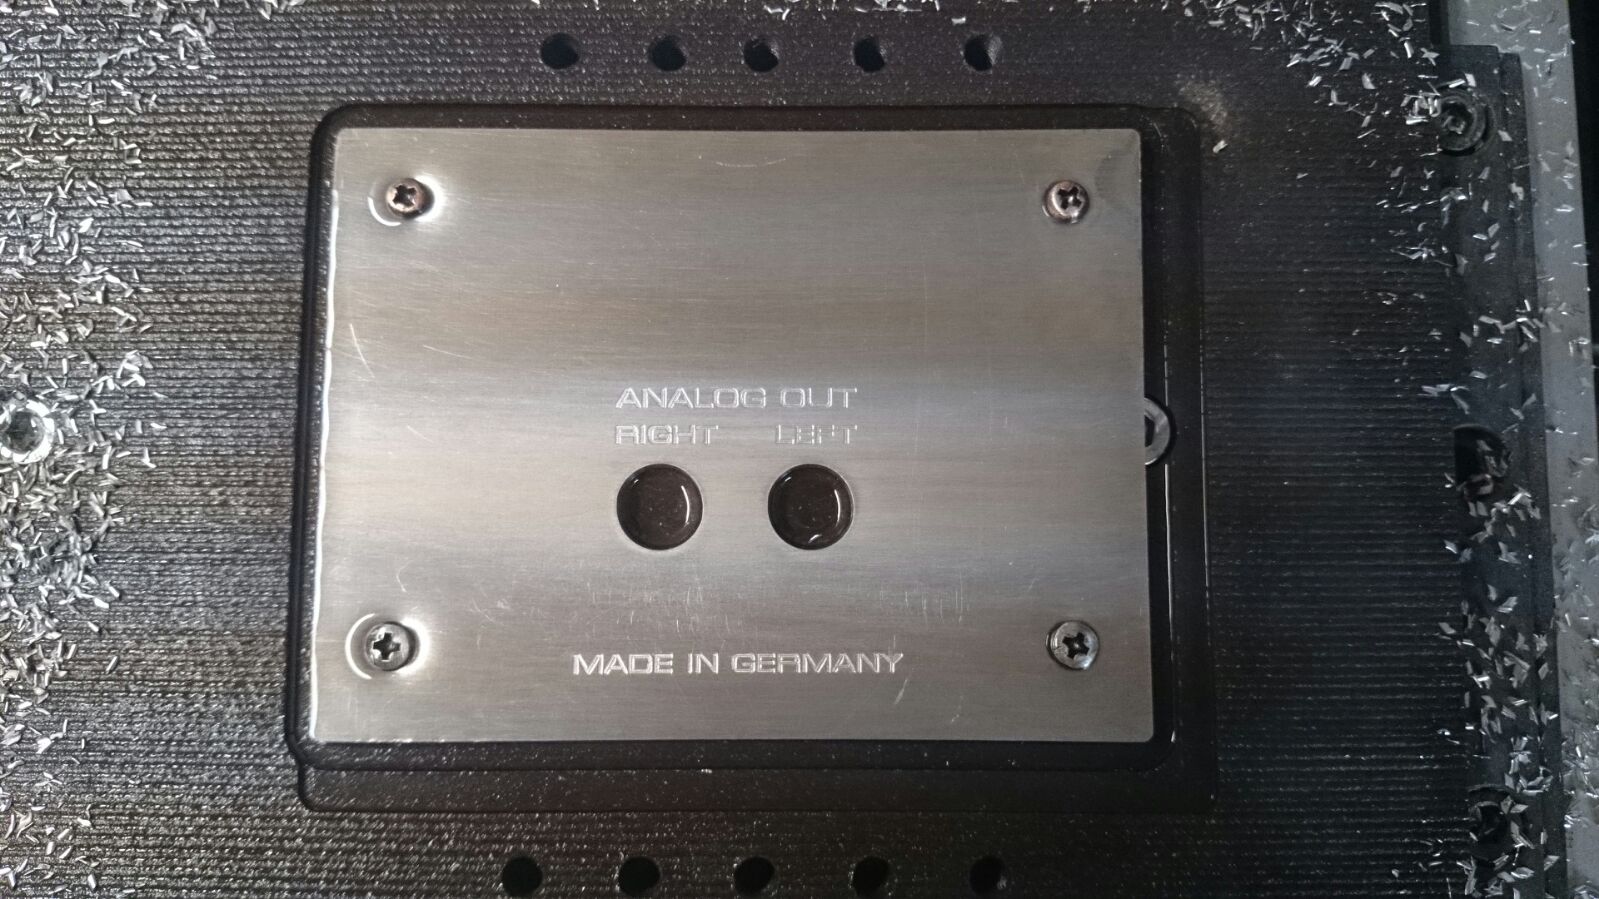 ANALOG OUT
RIGHT LEFT
MADE IN GERMANY